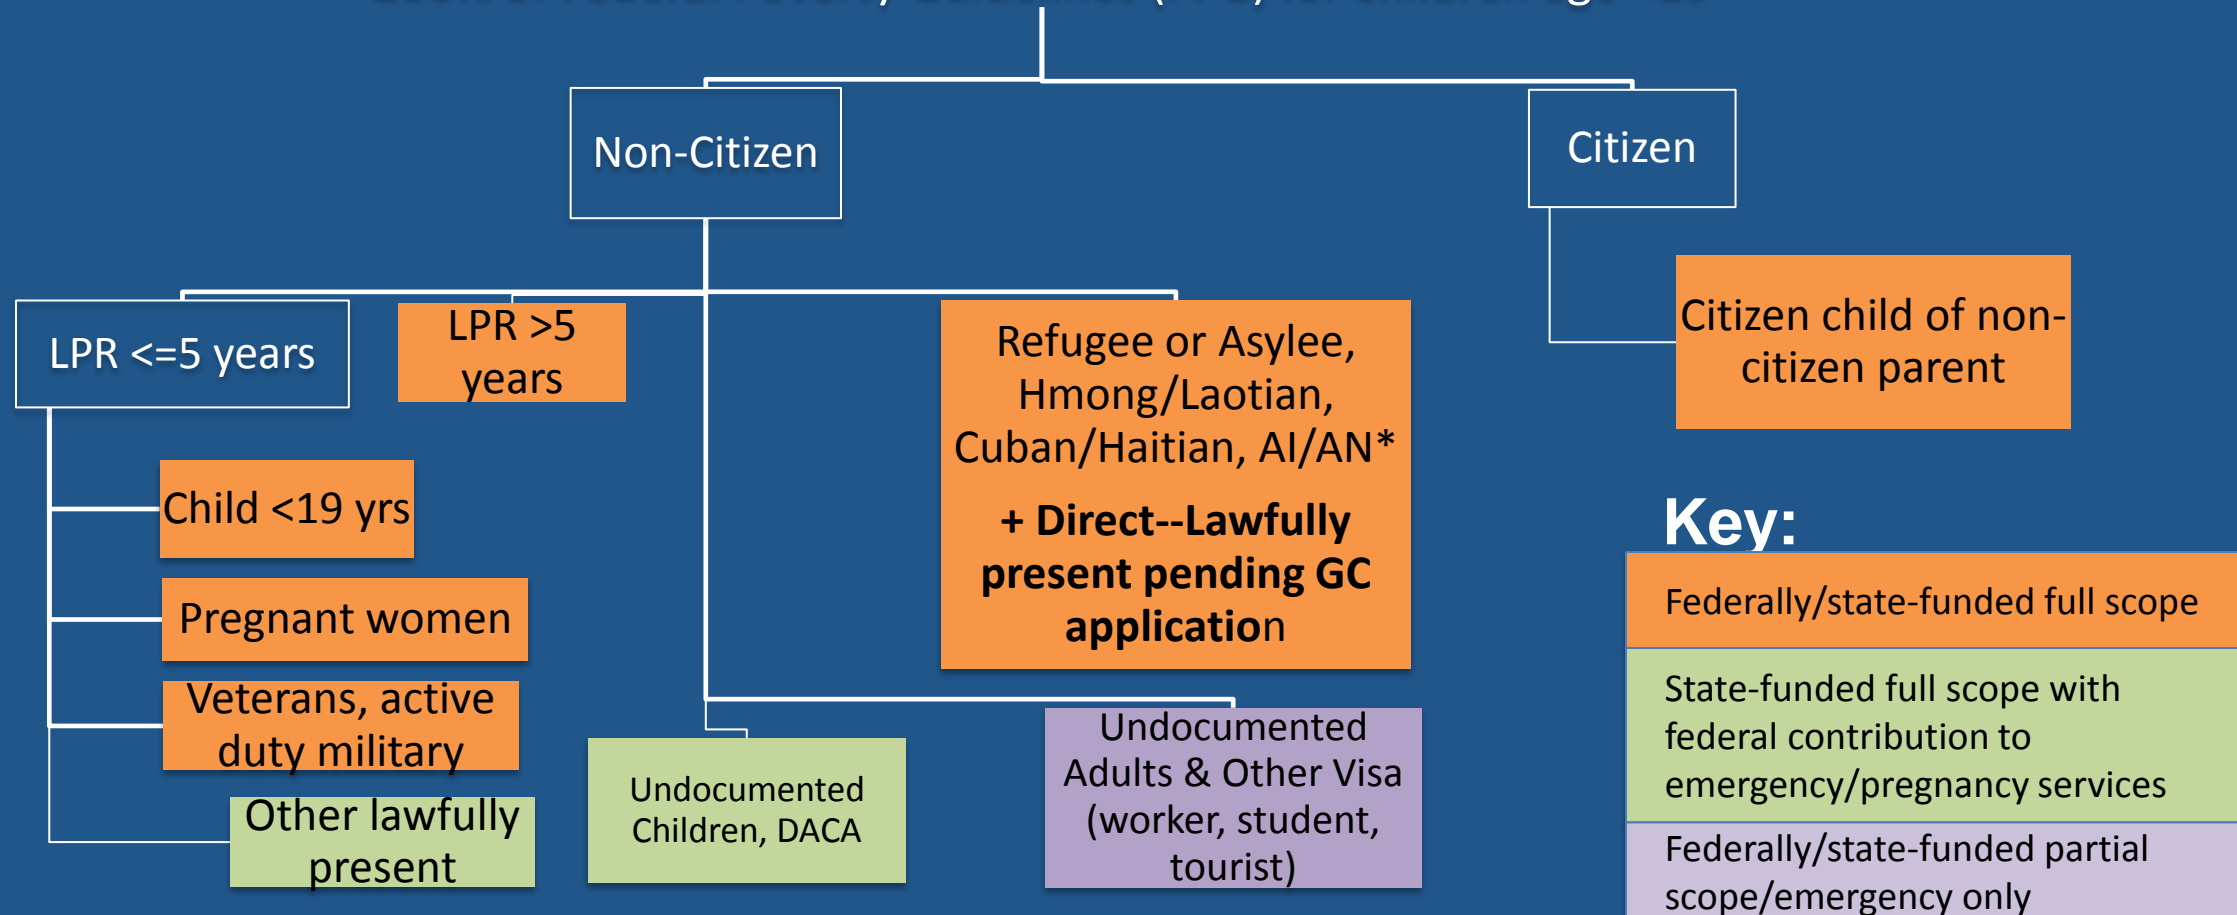 Non-Citizen
Citizen
LPR <=5 years
LPR >5
years
Refugee or Asylee,
Hmong/Laotian,
Cuban/Haitian, AI/AN*
+ Direct--Lawfully
present pending GC
application
Citizen child of non-
citizen parent
Child <19 yrs
Pregnant women
Veterans, active
duty military
Other lawfully
present
Undocumented
Children, DACA
Undocumented
Adults & Other Visa
(worker, student,
tourist)
Key:
Federally/state-funded full scope
State-funded full scope with
federal contribution to
emergency/pregnancy services
Federally/state-funded partial
scope/emergency only